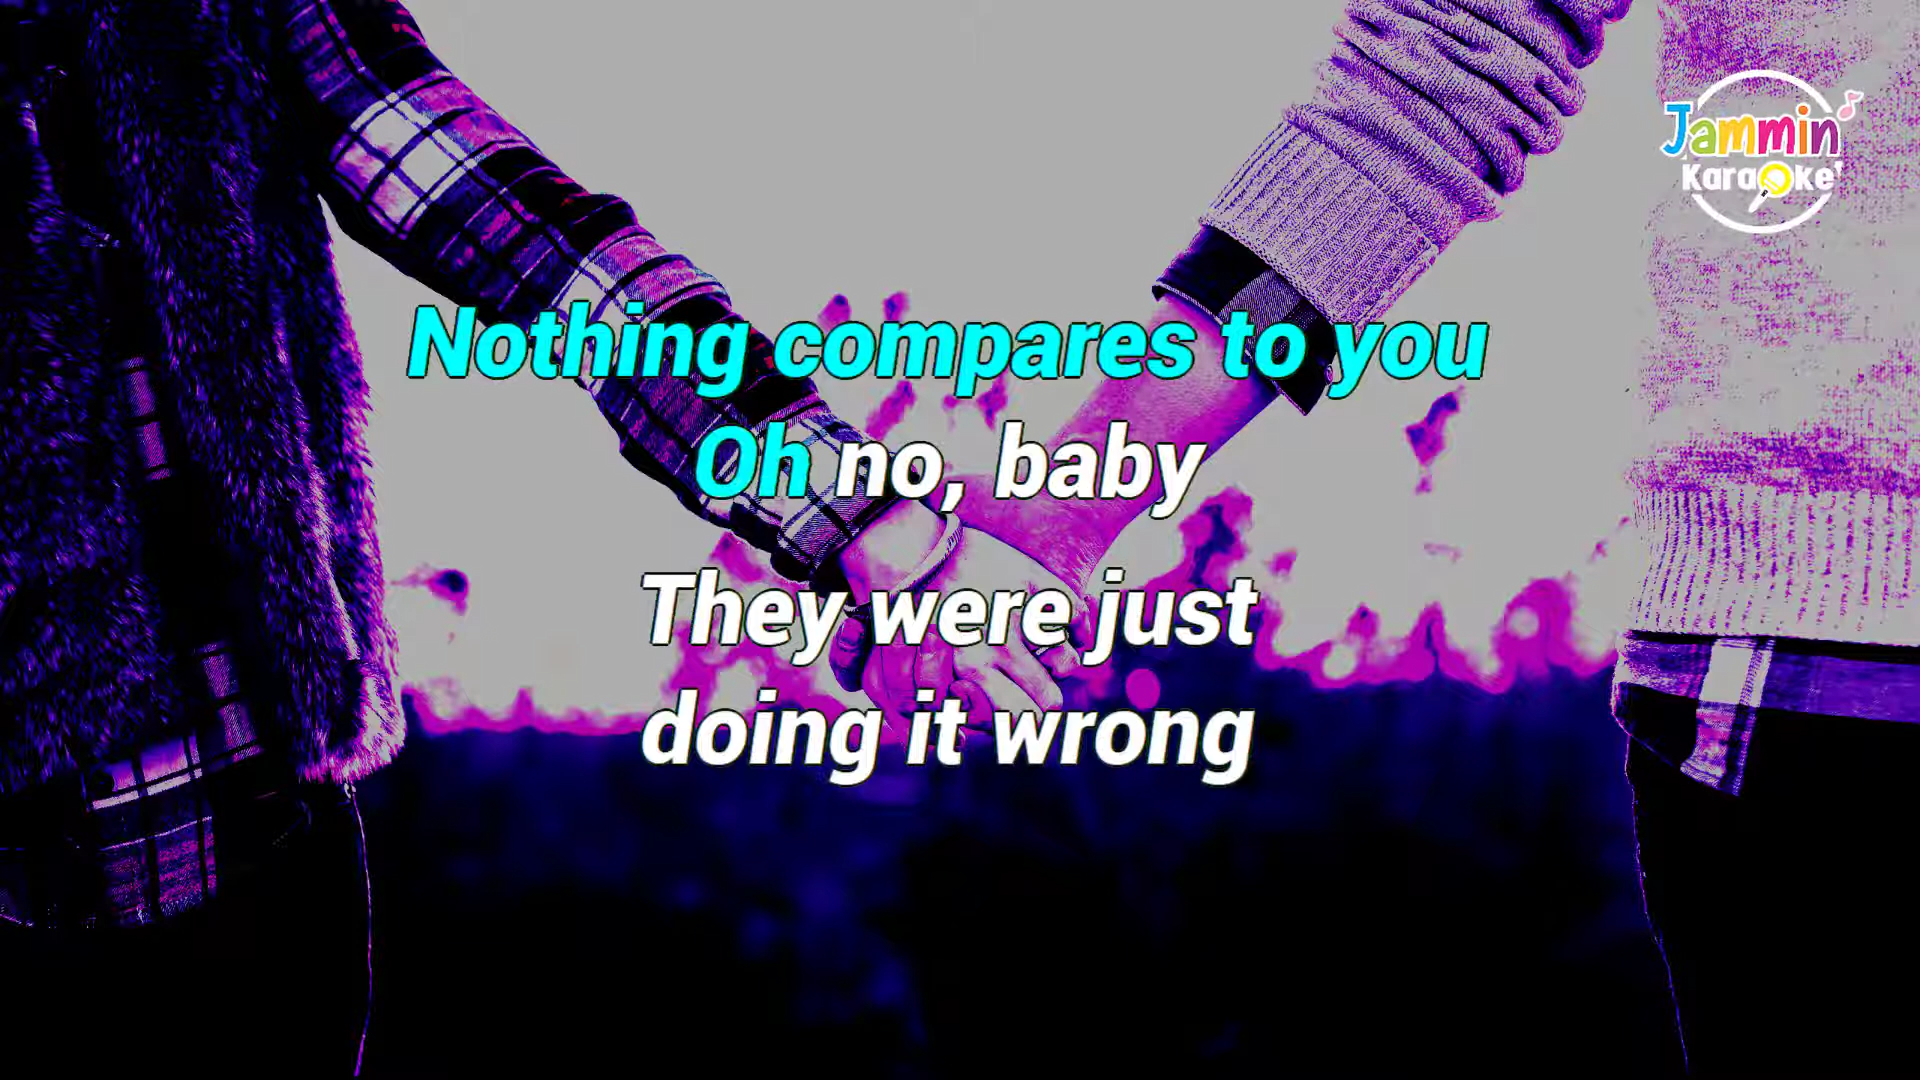 Jammin'
Karaoke
Nothing compares to you
Oh no, baby
They were just
doing it wrong